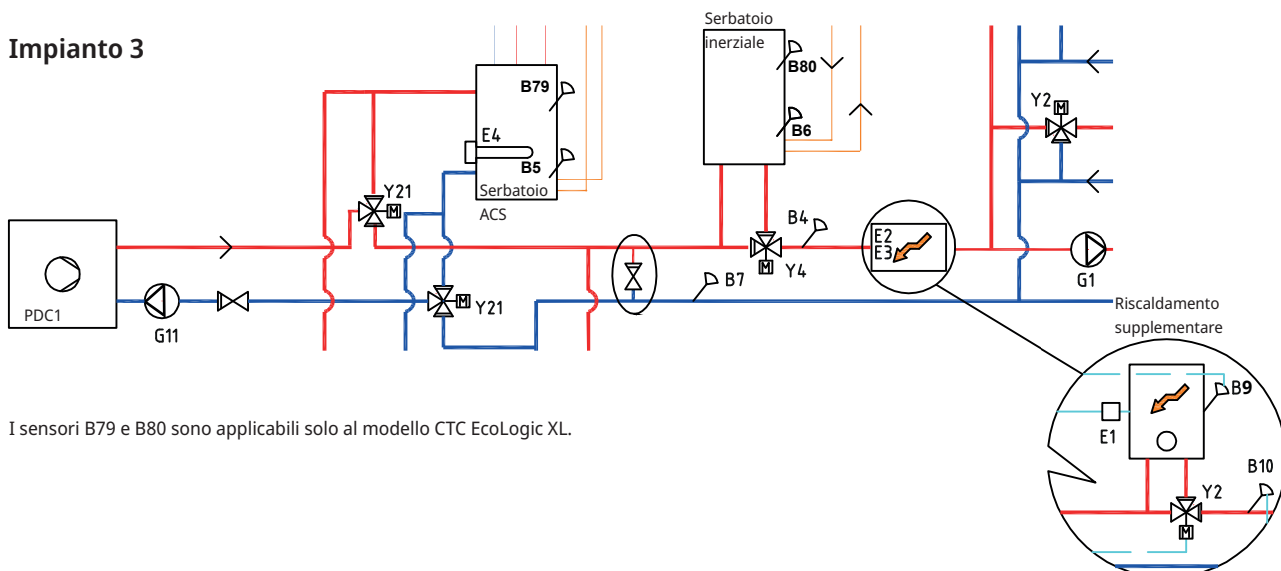 Impianto 3
Serbatoio
inerziale
B79
B80
E4
B6
Y2
M
B5
Serbatoio
ACS
Y21
M
B4
E2
E3
Y4
M
G1
B7
PDC1
G11
M
Y21
Riscaldamento
supplementare
B9
E1
I sensori B79 e B80 sono applicabili solo al modello CTC EcoLogic XL.
B10
Y2
M